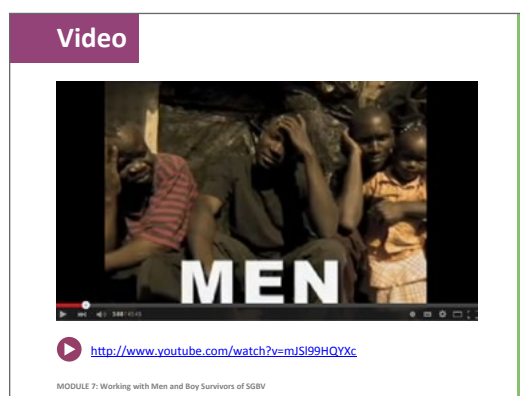 Video
MEN
http://www.youtube.com/watch?v=mJSl99HQYXc
MODULE 7: Working with Men and Boy Survivors of SGBV